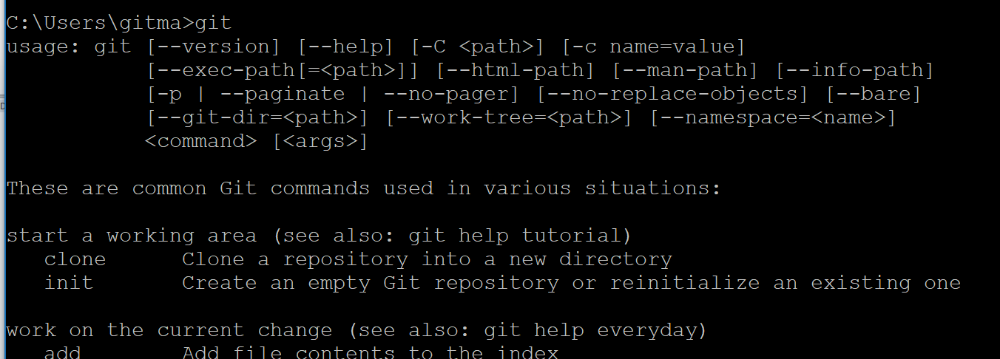 C:\Users\gitma>git
usage: git [--version] [--help] [-C <path>] [-c name=value]
           [--exec-path[=<path>]] [--html-path] [--man-path] [--info-path]
           [-p | --paginate | --no-pager] [--no-replace-objects] [--bare]
           [--git-dir=<path>] [--work-tree=<path>] [--namespace=<name>]
           <command> [<args>]

These are common Git commands used in various situations:

start a working area (see also: git help tutorial)
   clone      Clone a repository into a new directory
   init       Create an empty Git repository or reinitialize an existing one

work on the current change (see also: git help everyday)
   add        Add file contents to the index